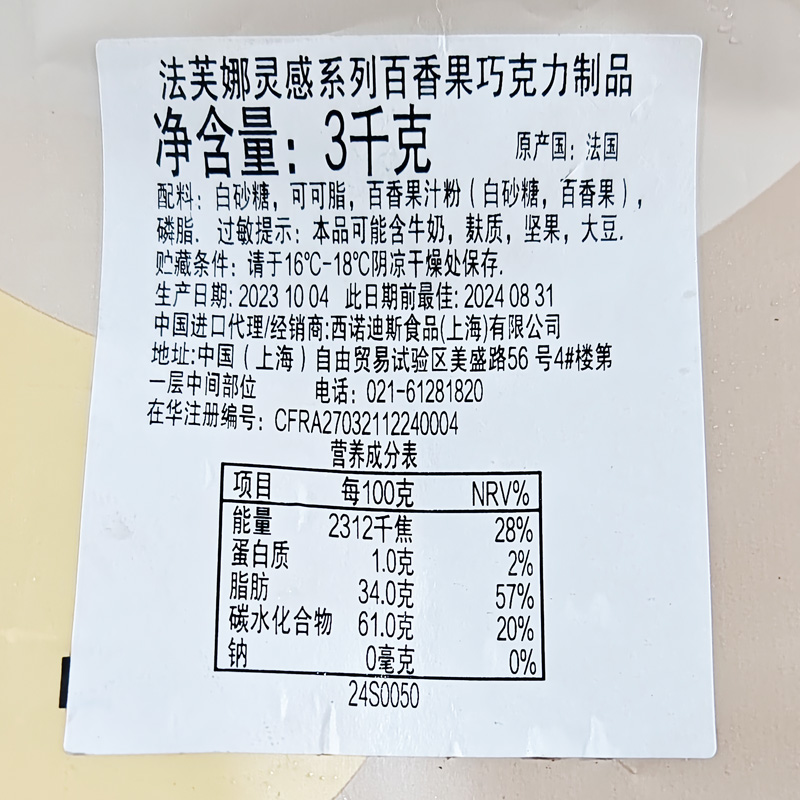 法芙娜灵感系列百香果巧克力制品
净含量：3千克 原产国：法国
配料：白砂糖，可可脂，百香果汁粉（白砂糖，百香果），
磷脂. 过敏提示：本品可能含牛奶，麸质，坚果，大豆.
贮藏条件：请于16℃-18℃阴凉干燥处保存.
生产日期: 2023 10 04 此日期前最佳: 2024 08 31
中国进口代理/经销商:西诺迪斯食品(上海)有限公司
地址:中国（上海）自由贸易试验区美盛路56 号4#楼第
一层中间部位 电话：021-61281820
在华注册编号：CFRA27032112240004
营养成分表
项目 每100克 NRV%
能量 2312千焦 28%
蛋白质 1.0克 2%
脂肪 34.0克 57%
碳水化合物 61.0克 20%
钠 0毫克 0%
24S0050